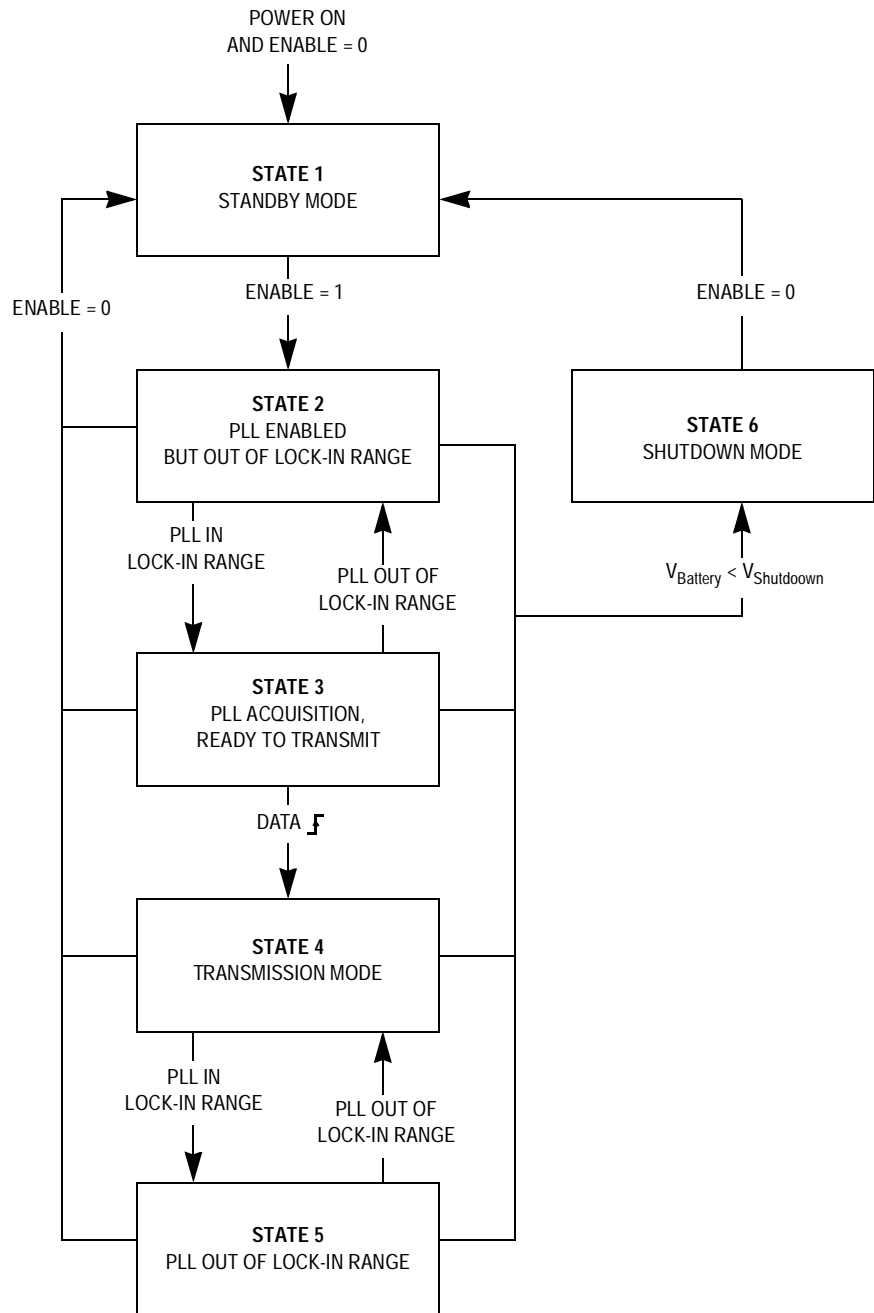 POWER ON
AND ENABLE = 0
STATE 1
STANDBY MODE
ENABLE = 1
ENABLE = 0
ENABLE = 0
STATE 2
PLL ENABLED
BUT OUT OF LOCK-IN RANGE
STATE 6
SHUTDOWN MODE
PLL IN
LOCK-IN RANGE
PLL OUT OF
LOCK-IN RANGE
VBattery < VShutdoown
STATE 3
PLL ACQUISITION,
READY TO TRANSMIT
DATA
STATE 4
TRANSMISSION MODE
PLL IN
LOCK-IN RANGE
PLL OUT OF
LOCK-IN RANGE
STATE 5
PLL OUT OF LOCK-IN RANGE